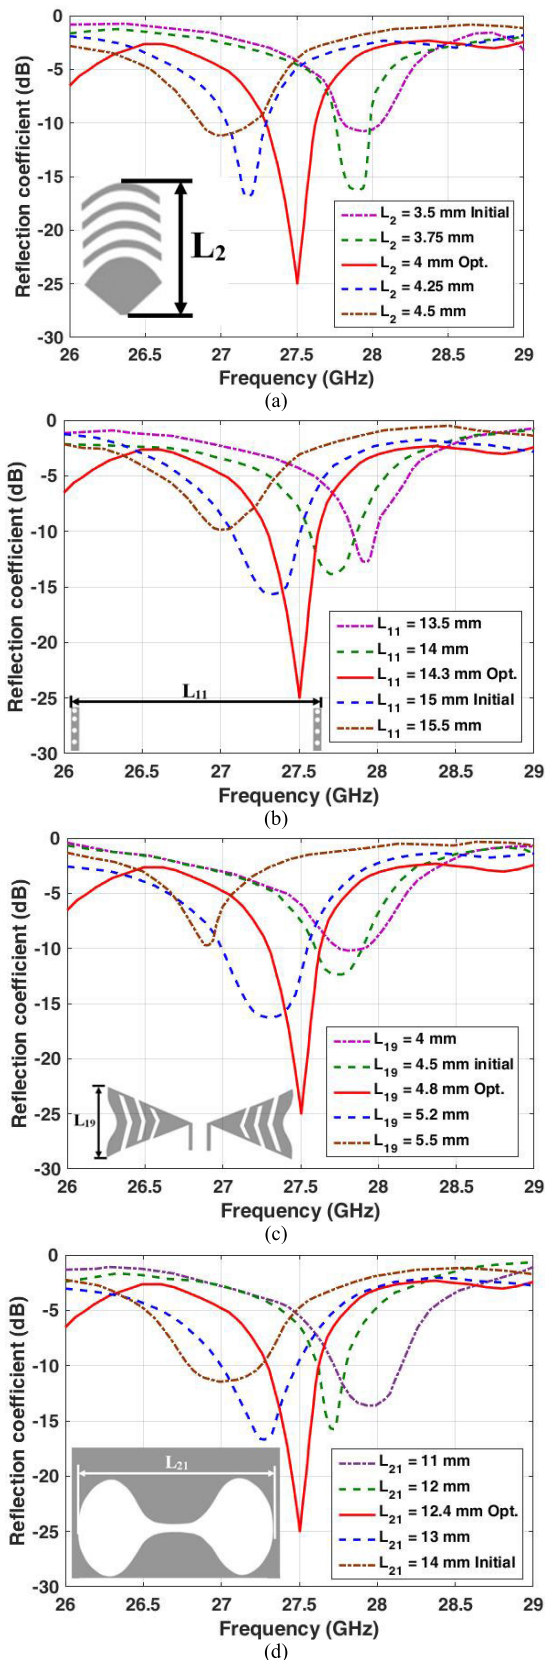 0
-5
-10
-15
-20
-25
-30
Reflection coefficient (dB)
L2
L2 = 3.5 mm Initial
L2 = 3.75 mm
L2 = 4 mm Opt.
L2 = 4.25 mm
L2 = 4.5 mm
26 26.5 27 27.5 28 28.5 29
Frequency (GHz)
(a)
0
-5
-10
-15
-20
-25
-30
Reflection coefficient (dB)
L11
L11 = 13.5 mm
L11 = 14 mm
L11 = 14.3 mm Opt.
L11 = 15 mm Initial
L11 = 15.5 mm
26 26.5 27 27.5 28 28.5 29
Frequency (GHz)
(b)
0
-5
-10
-15
-20
-25
-30
Reflection coefficient (dB)
L19
L19 = 4 mm
L19 = 4.5 mm initial
L19 = 4.8 mm Opt.
L19 = 5.2 mm
L19 = 5.5 mm
26 26.5 27 27.5 28 28.5 29
Frequency (GHz)
(c)
0
-5
-10
-15
-20
-25
-30
Reflection coefficient (dB)
L21
L21 = 11 mm
L21 = 12 mm
L21 = 12.4 mm Opt.
L21 = 13 mm
L21 = 14 mm Initial
26 26.5 27 27.5 28 28.5 29
Frequency (GHz)
(d)